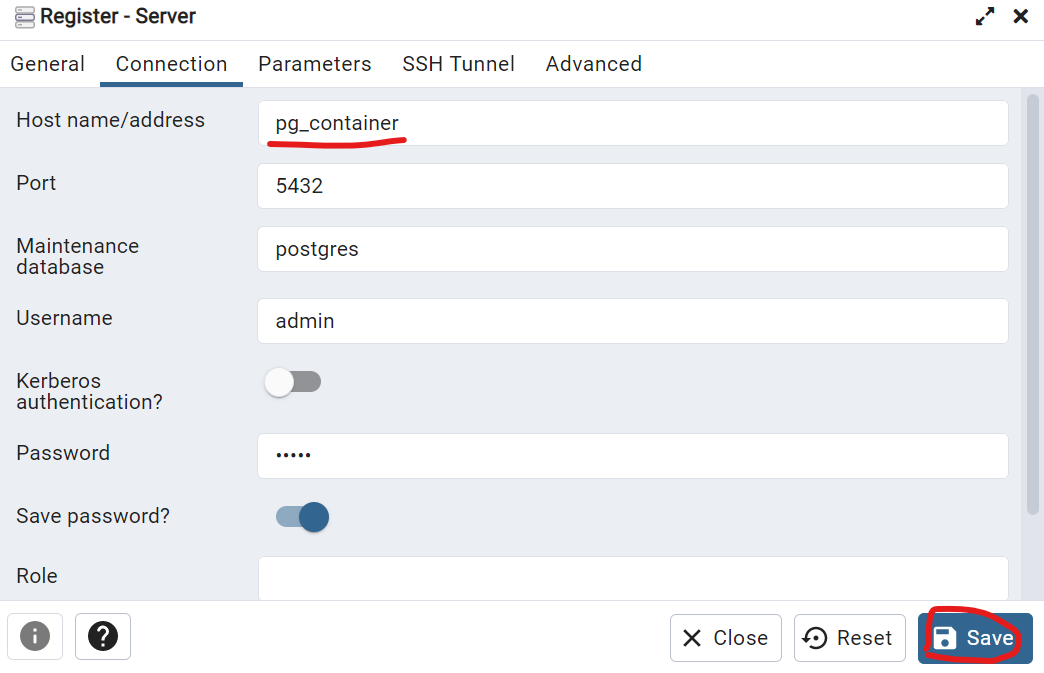 Register - Server
General Connection Parameters SSH Tunnel Advanced
Host name/address pg_container
Port 5432
Maintenance
database postgres
Username admin
Kerberos
authentication?
Password •••••
Save password?
Role
Close Reset Save